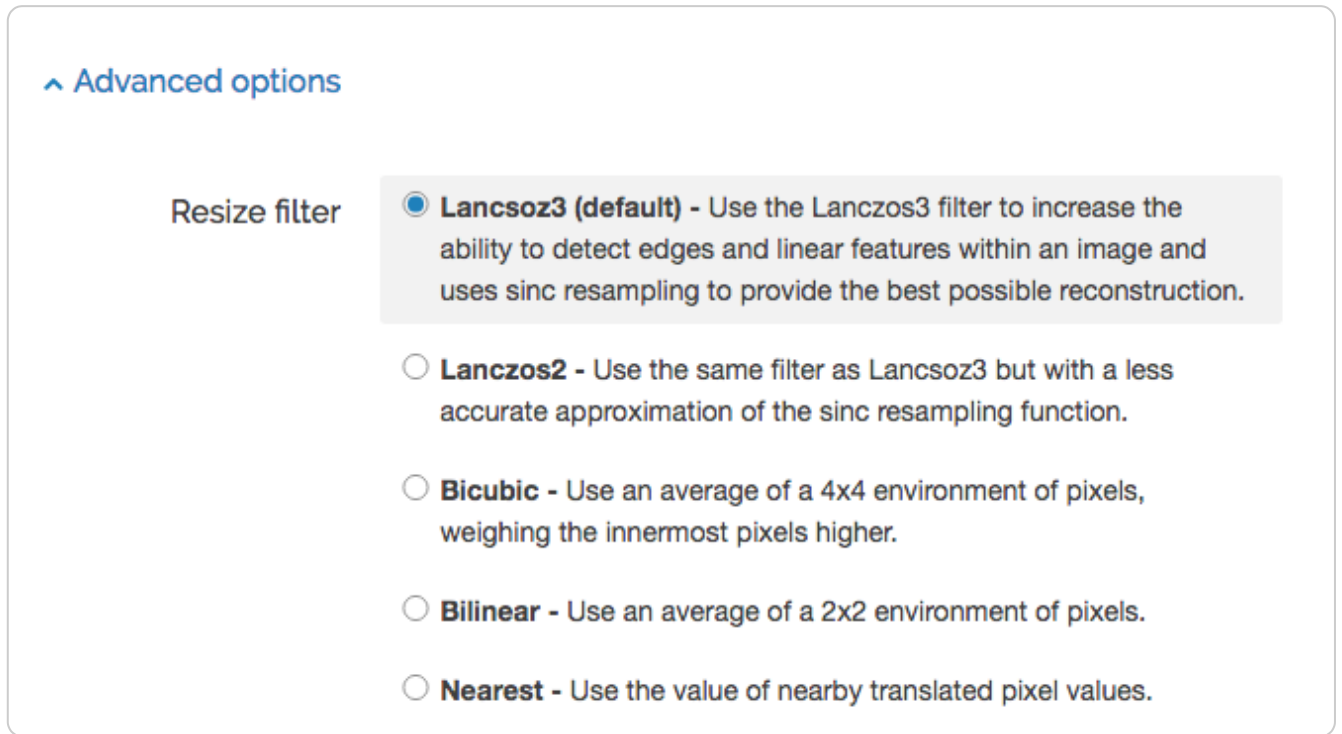 Advanced options
Resize filter
Lancsoz3 (default) - Use the Lanczos3 filter to increase the
ability to detect edges and linear features within an image and
uses sinc resampling to provide the best possible reconstruction.
Lanczos2 - Use the same filter as Lancsoz3 but with a less
accurate approximation of the sinc resampling function.
Bicubic - Use an average of a 4x4 environment of pixels,
weighing the innermost pixels higher.
Bilinear - Use an average of a 2x2 environment of pixels.
Nearest - Use the value of nearby translated pixel values.